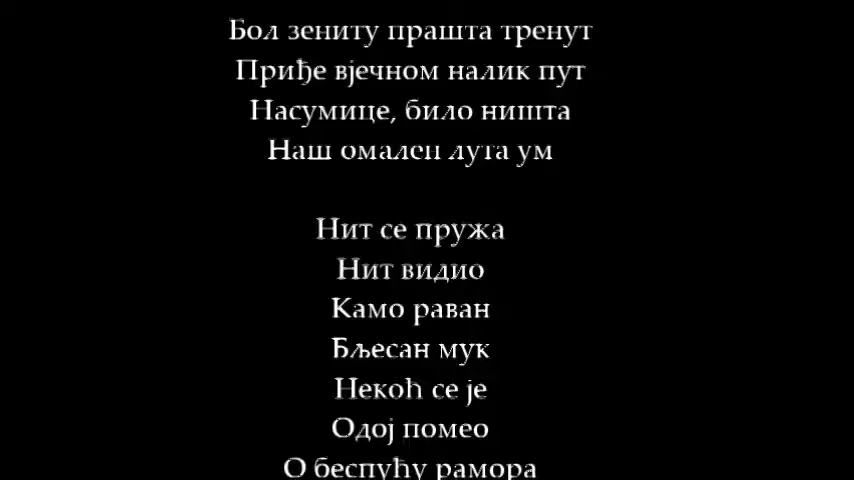 Бол зениту прашта тренут
Приђе вјечном налик пут
Насумице, било ништа
Наш омален лута ум
Нит се пружа
Нит видио
Камо раван
Бљесан мук
Некоћ се је
Одој помео
О беспућу рамора